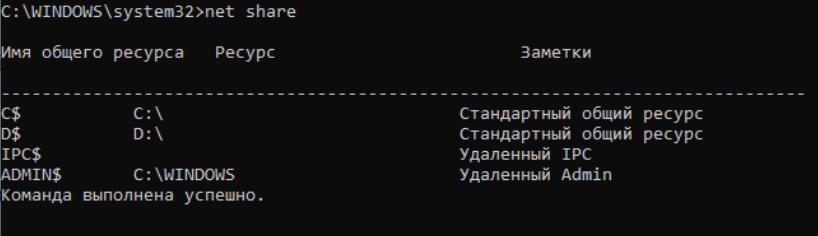 C:\WINDOWS\system32>net share
Имя общего ресурса   Ресурс                        Заметки
-------------------------------------------------------------------------------
C$           C:\                             Стандартный общий ресурс
D$           D:\                             Стандартный общий ресурс
IPC$                                         Удаленный IPC
ADMIN$       C:\WINDOWS                      Удаленный Admin
Команда выполнена успешно.